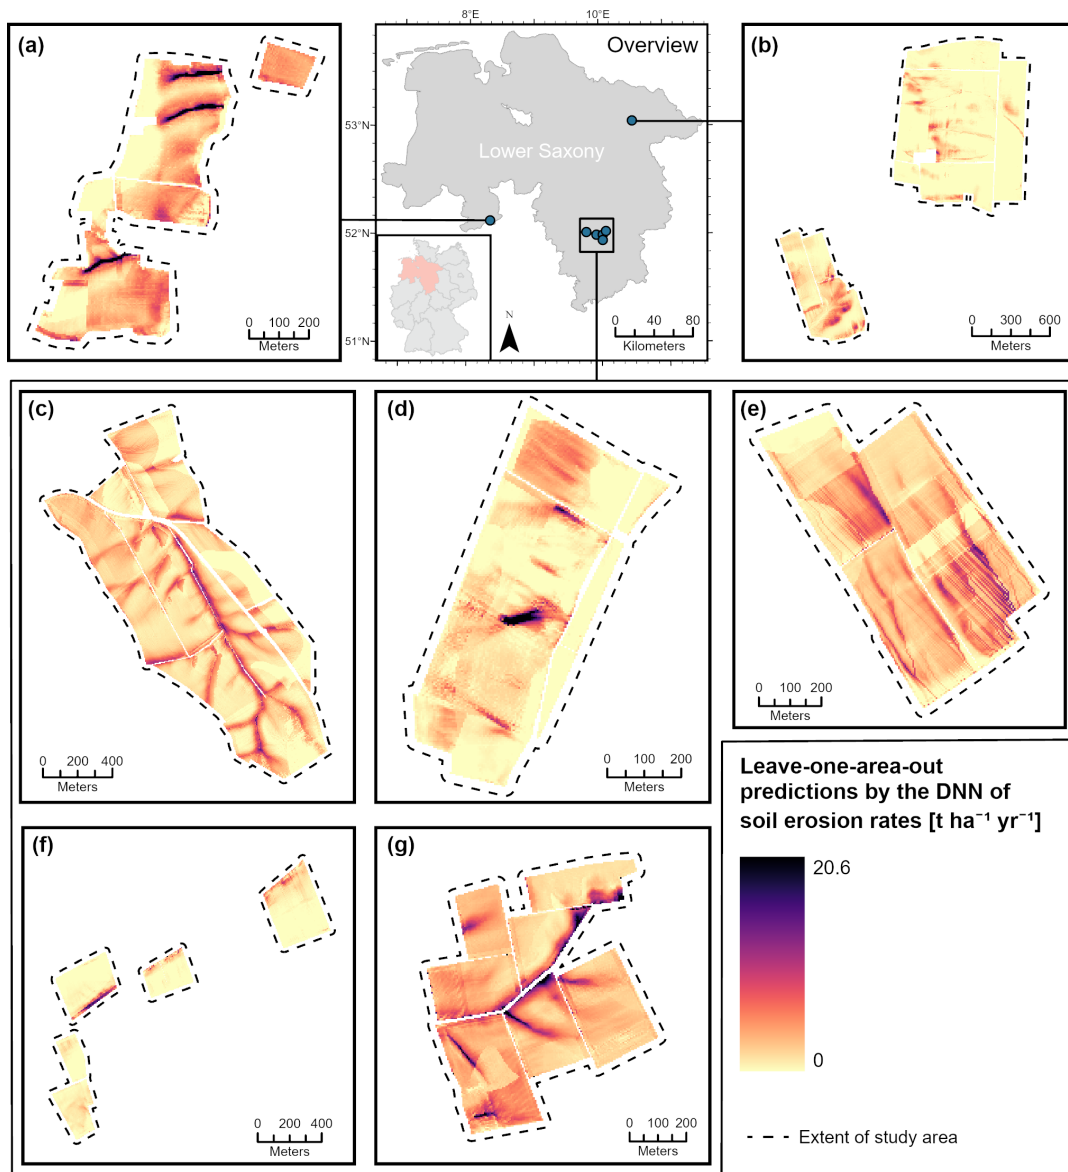 (a)
0 100 200
Meters
8°E 10°E
Overview
53°N
52°N
51°N
Lower Saxony
N
0 40 80
Kilometers
(b)
0 300 600
Meters
(c)
0 200 400
Meters
(d)
0 100 200
Meters
(e)
0 100 200
Meters
(f)
0 200 400
Meters
(g)
0 100 200
Meters
Leave-one-area-out
predictions by the DNN of
soil erosion rates [t ha⁻¹ yr⁻¹]
20.6
0
Extent of study area